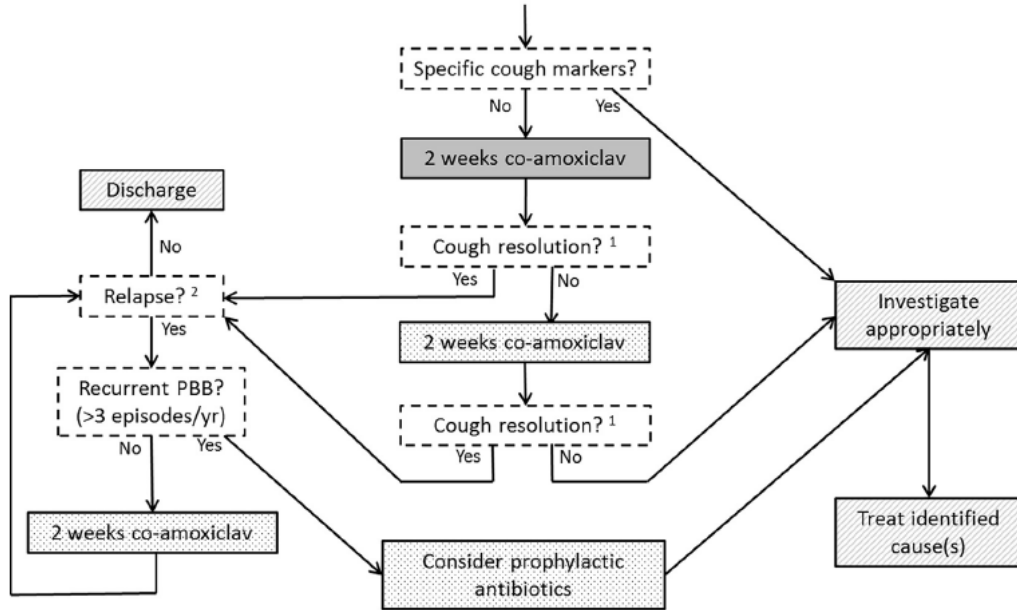 Specific cough markers?
No
Yes
2 weeks co-amoxiclav
Discharge
No
Cough resolution? 1
Yes
No
Relapse? 2
Yes
Investigate
appropriately
2 weeks co-amoxiclav
Recurrent PBB?
(>3 episodes/yr)
No
Yes
Cough resolution? 1
Yes
No
2 weeks co-amoxiclav
Consider prophylactic
antibiotics
Treat identified
cause(s)